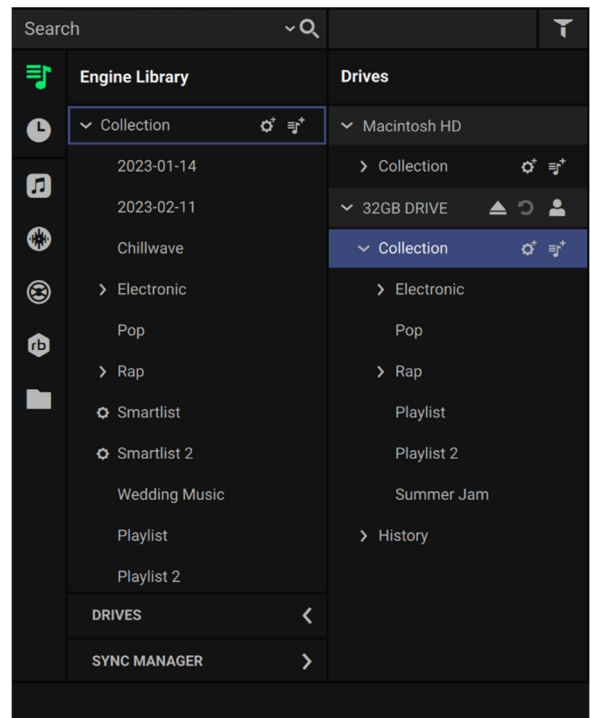 Search
Engine Library
Collection
2023-01-14
2023-02-11
Chillwave
Electronic
Pop
Rap
Smartlist
Smartlist 2
Wedding Music
Playlist
Playlist 2
DRIVES
SYNC MANAGER
Drives
Macintosh HD
Collection
32GB DRIVE
Collection
Electronic
Pop
Rap
Playlist
Playlist 2
Summer Jam
History
rb